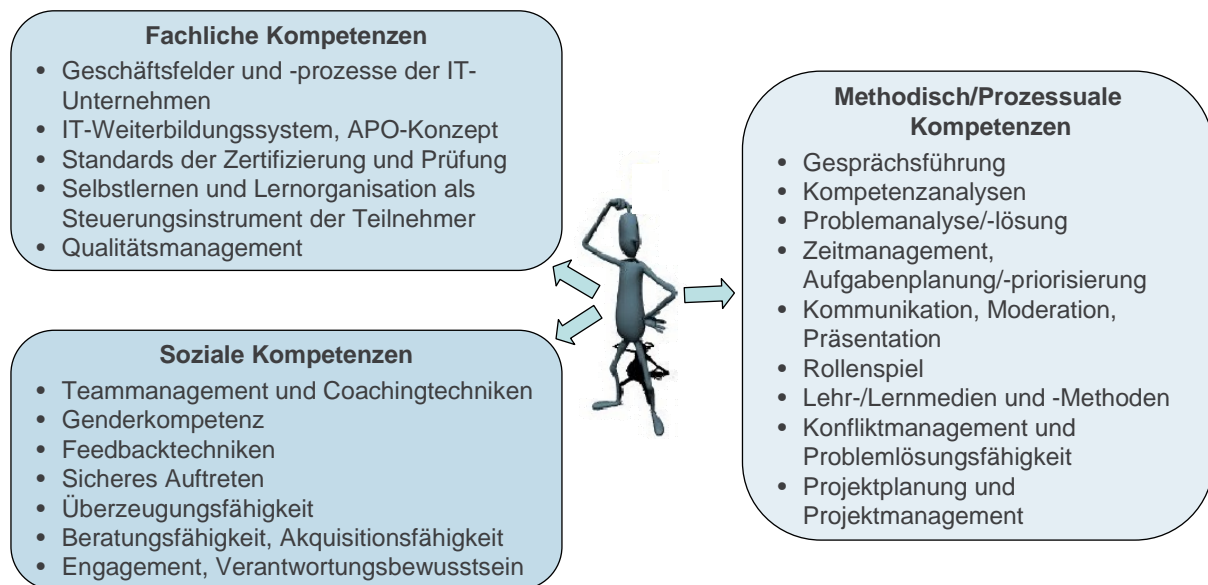 Fachliche Kompetenzen
• Geschäftsfelder und -prozesse der IT-
Unternehmen
• IT-Weiterbildungssystem, APO-Konzept
• Standards der Zertifizierung und Prüfung
• Selbstlernen und Lernorganisation als
Steuerungsinstrument der Teilnehmer
• Qualitätsmanagement
Soziale Kompetenzen
• Teammanagement und Coachingtechniken
• Genderkompetenz
• Feedbacktechniken
• Sicheres Auftreten
• Überzeugungsfähigkeit
• Beratungsfähigkeit, Akquisitionsfähigkeit
• Engagement, Verantwortungsbewusstsein
Methodisch/Prozessuale
Kompetenzen
• Gesprächsführung
• Kompetenzanalysen
• Problemanalyse/-lösung
• Zeitmanagement,
Aufgabenplanung/-priorisierung
• Kommunikation, Moderation,
Präsentation
• Rollenspiel
• Lehr-/Lernmedien und -Methoden
• Konfliktmanagement und
Problemlösungsfähigkeit
• Projektplanung und
Projektmanagement